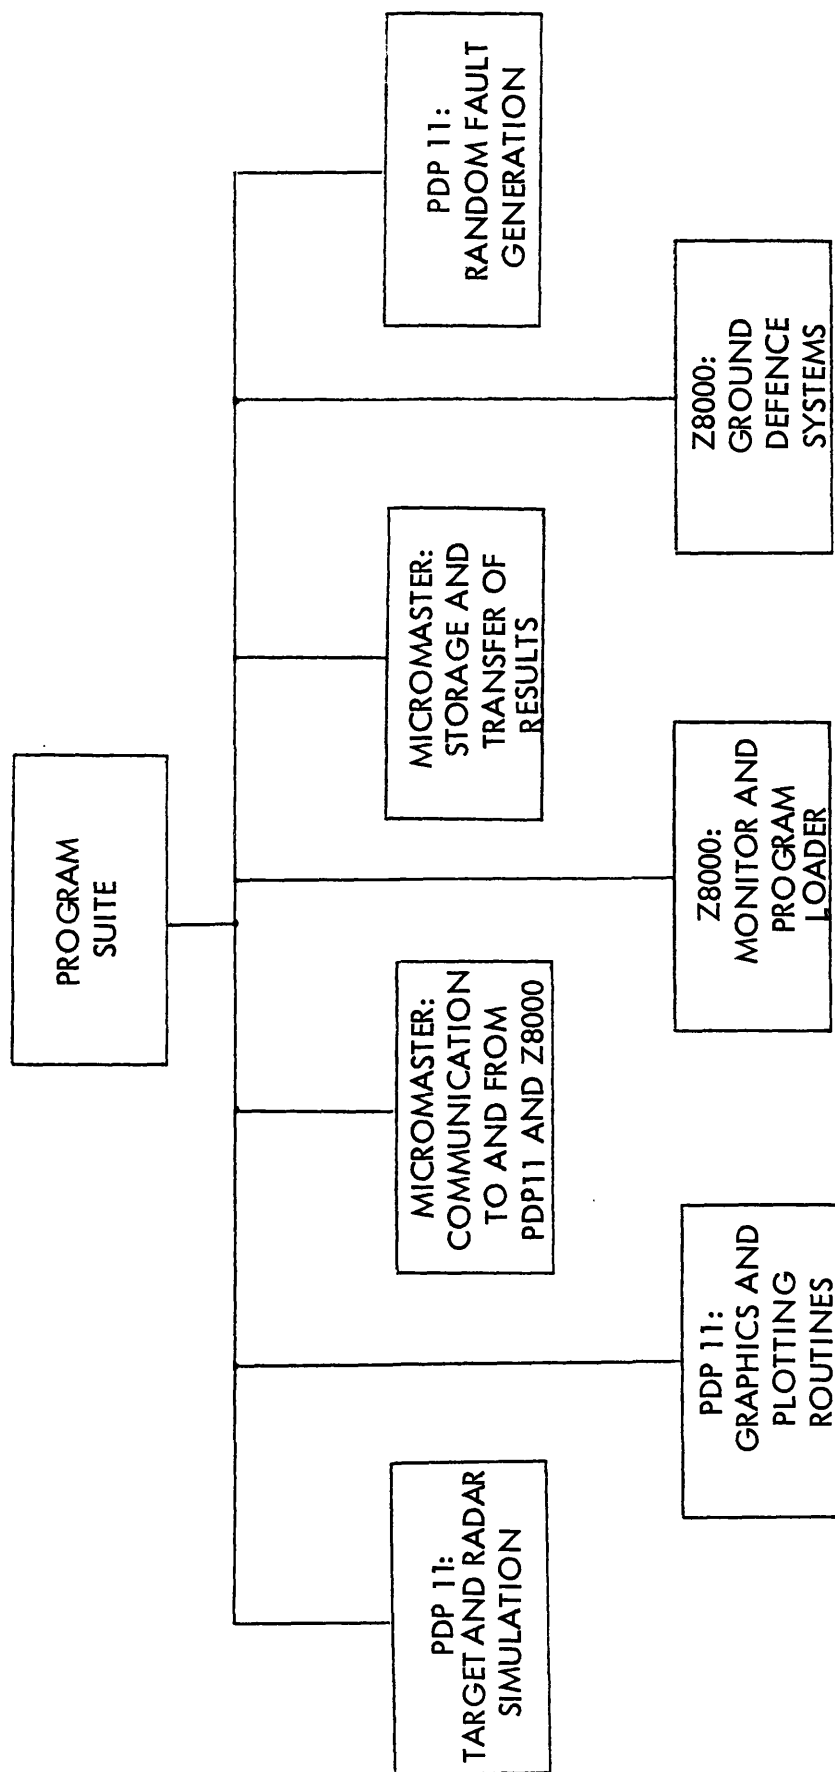 PROGRAM
SUITE
PDP 11:
TARGET AND RADAR
SIMULATION
MICROMASTER:
COMMUNICATION
TO AND FROM
PDP11 AND Z8000
MICROMASTER:
STORAGE AND
TRANSFER OF
RESULTS
PDP 11:
RANDOM FAULT
GENERATION
PDP 11:
GRAPHICS AND
PLOTTING
ROUTINES
Z8000:
MONITOR AND
PROGRAM
LOADER
Z8000:
GROUND
DEFENCE
SYSTEMS